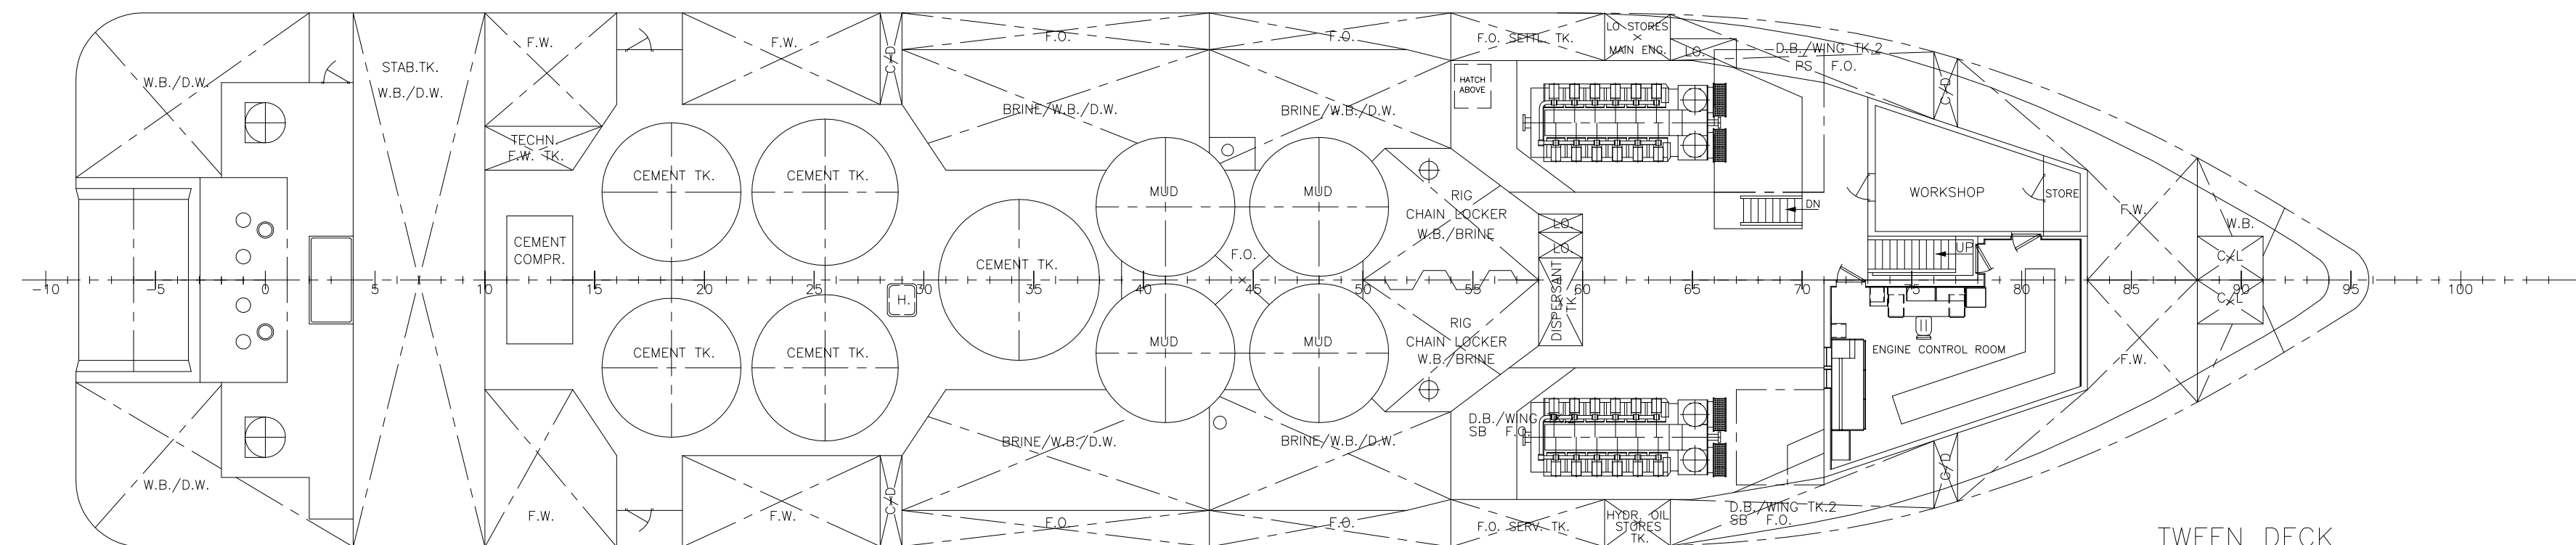 W.B./D.W.
STAB.TK.
W.B./D.W.
F.W.
TECHN.
F.W. TK.
F.W.
C/D
F.O.
F.O.
F.O. SETTL. TK.
LO STORES
MAIN ENG.
LO.
D.B./WING TK.2
PS F.O.
C/D
HATCH
ABOVE
BRINE/W.B./D.W.
BRINE/W.B./D.W.
CEMENT TK.
CEMENT TK.
MUD
MUD
RIG
CHAIN LOCKER
W.B./BRINE
WORKSHOP
STORE
DN
F.W.
W.B.
CEMENT
COMPR.
CEMENT TK.
F.O.
LO.
LO.
UP
C/L
H.
-10 -5 0 5 10 15 20 25 30 35 40 45 50 55 60 65 70 75 80 85 90 95 100
C/L
DISPERSANT
TK.
CEMENT TK.
CEMENT TK.
MUD
MUD
RIG
CHAIN LOCKER
W.B./BRINE
ENGINE CONTROL ROOM
F.W.
BRINE/W.B./D.W.
BRINE/W.B./D.W.
D.B./WING TK.2
SB F.O.
W.B./D.W.
F.W.
F.W.
C/D
F.O.
F.O.
F.O. SERV. TK.
HYDR. OIL
STORES
TK.
D.B./WING TK.2
SB F.O.
C/D
TWEEN DECK